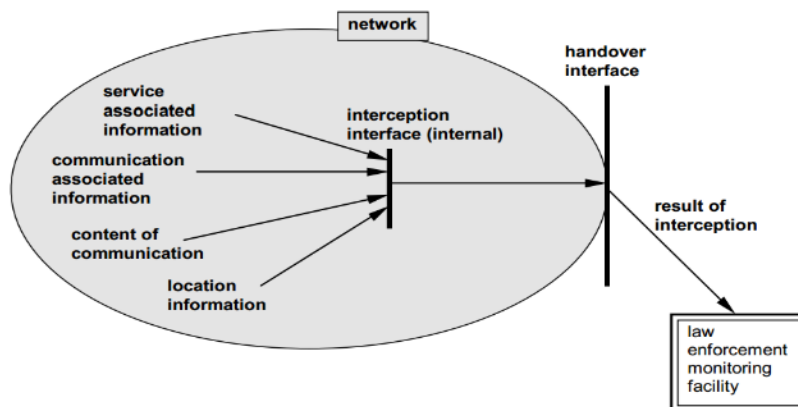 network
handover
interface
service
associated
information
interception
interface (internal)
communication
associated
information
content of
communication
location
information
result of
interception
law
enforcement
monitoring
facility